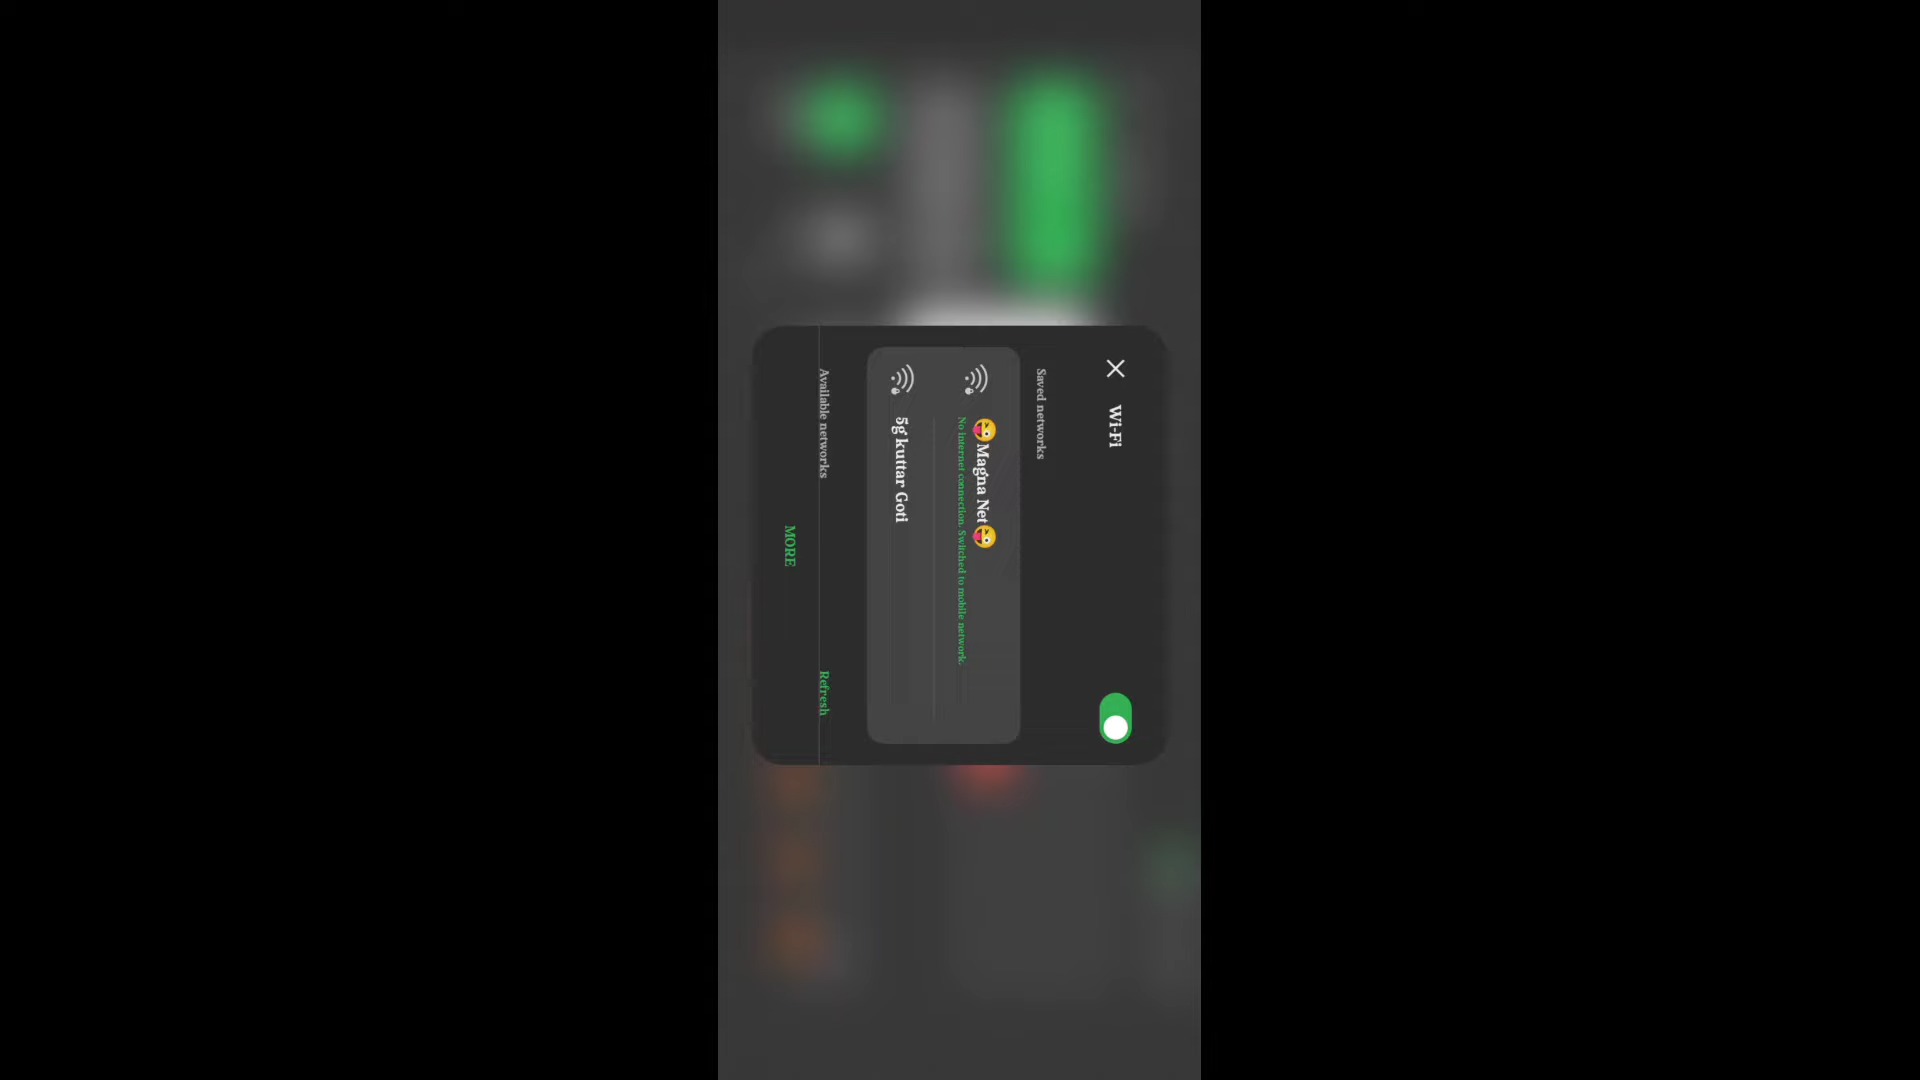 Wi-Fi
Saved networks
😜Magna Net😜
No internet connection. Switched to mobile network.
5g kuttar Goti
Available networks
Refresh
MORE